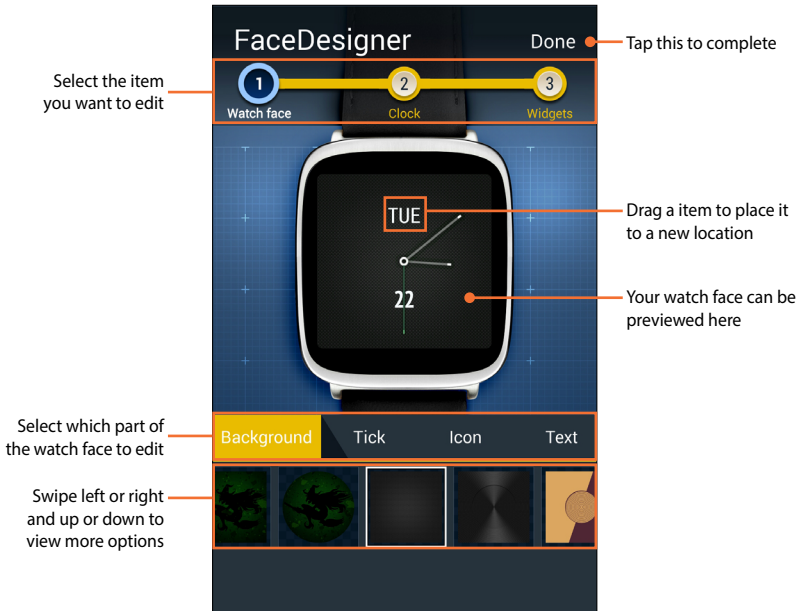 FaceDesigner
Done
Tap this to complete
Select the item
you want to edit
1
2
3
Watch face
Clock
Widgets
TUE
Drag a item to place it
to a new location
22
Your watch face can be
previewed here
Select which part of
the watch face to edit
Background
Tick
Icon
Text
Swipe left or right
and up or down to
view more options